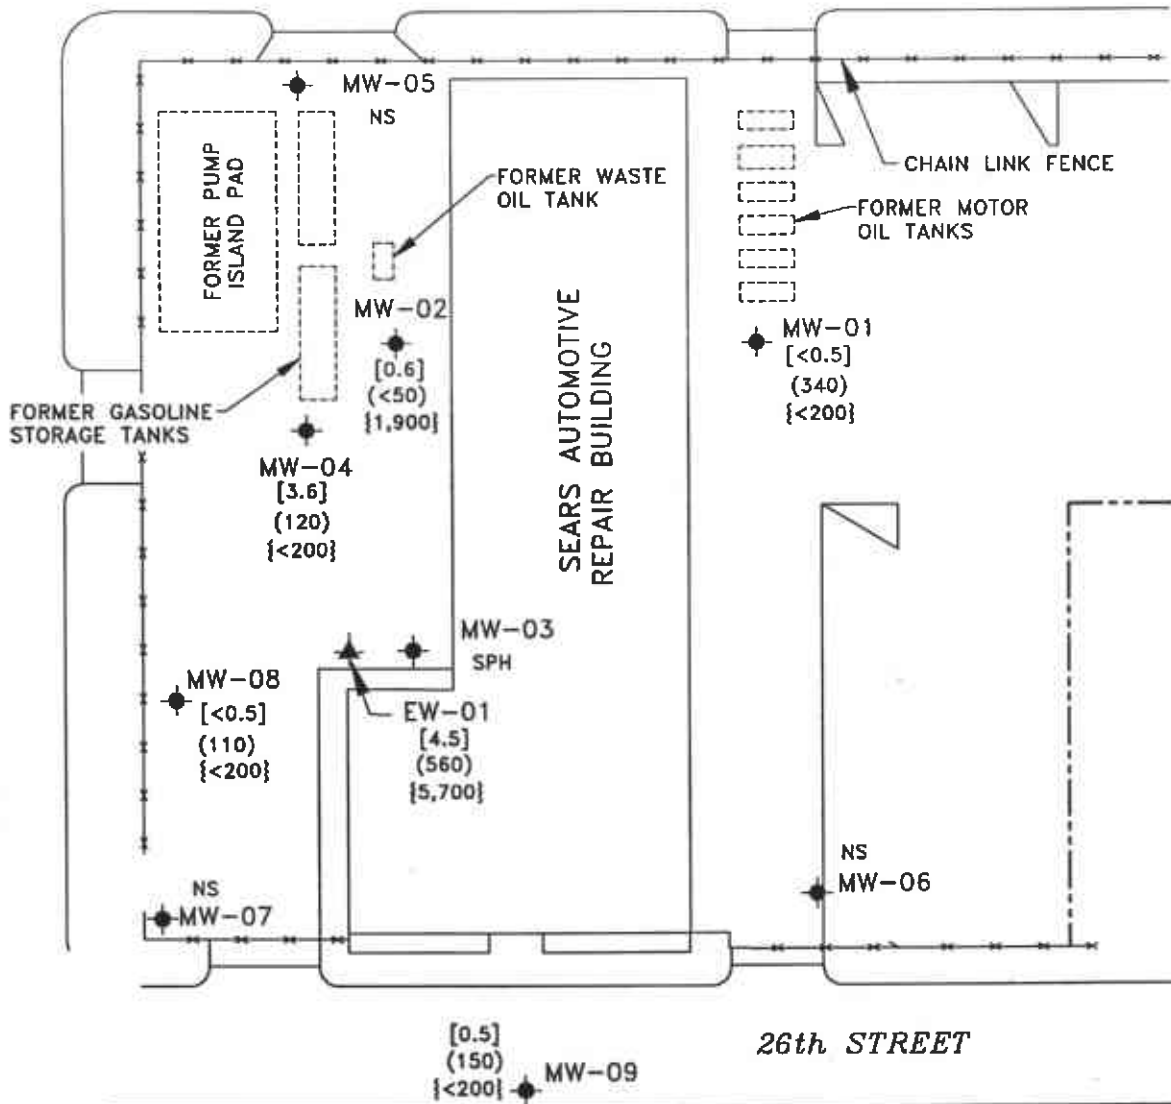 MW-05
NS
FORMER PUMP
ISLAND PAD
FORMER WASTE
OIL TANK
CHAIN LINK FENCE
FORMER MOTOR
OIL TANKS
MW-02
[0.6]
(<50)
{1,900}
MW-01
[<0.5]
(340)
{<200}
FORMER GASOLINE
STORAGE TANKS
MW-04
[3.6]
(120)
{<200}
SEARS AUTOMOTIVE
REPAIR BUILDING
MW-03
SPH
MW-08
[<0.5]
(110)
{<200}
EW-01
[4.5]
(560)
{5,700}
NS
MW-07
NS
MW-06
[0.5]
(150)
{<200}
MW-09
26th STREET